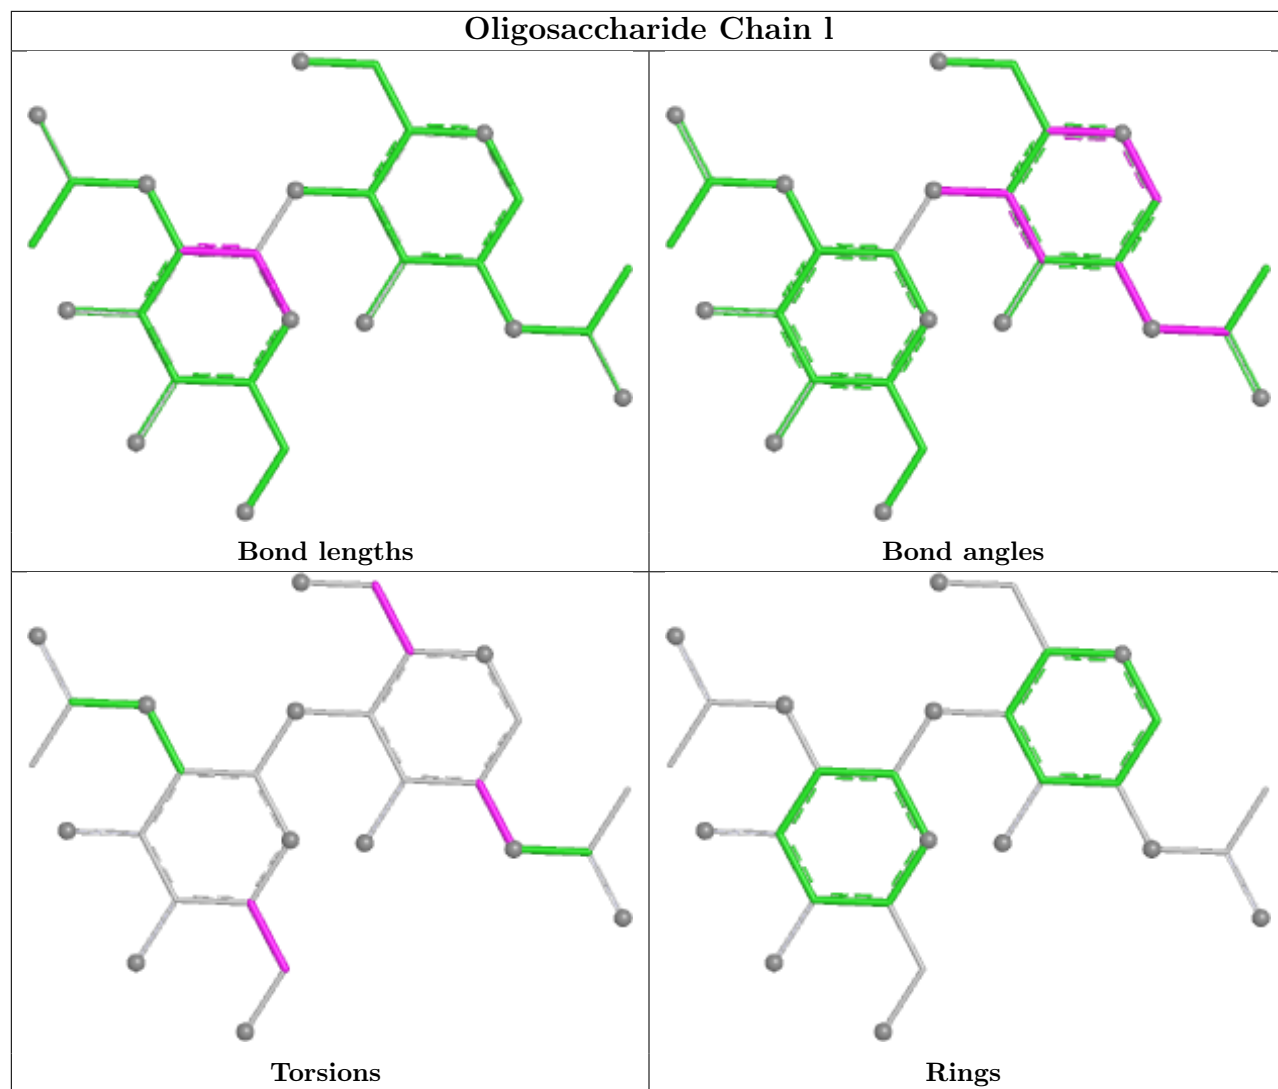 Oligosaccharide Chain l
Bond lengths
Bond angles
Torsions
Rings